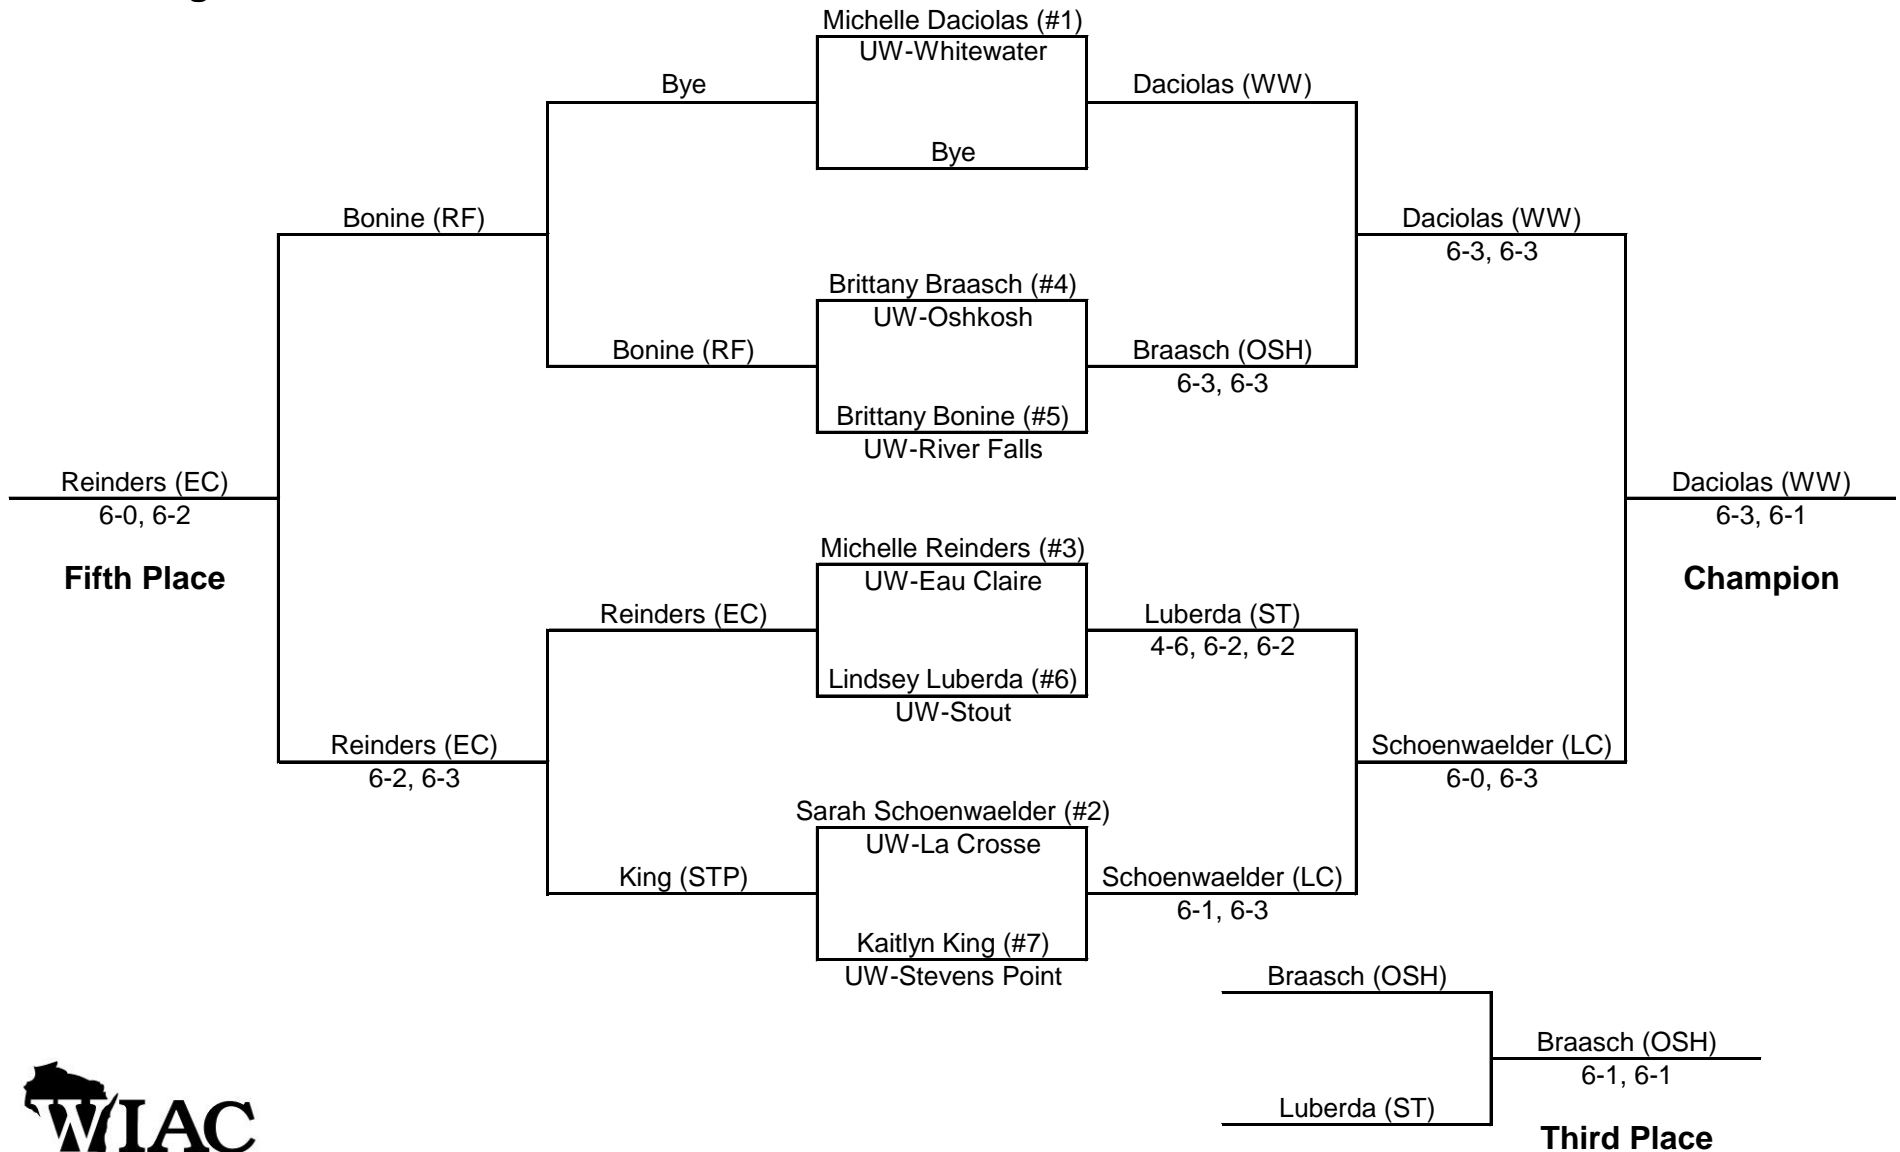 Michelle Daciolas (#1)
UW-Whitewater
Bye
Daciolas (WW)
Bye
Bonine (RF)
Daciolas (WW)
6-3, 6-3
Brittany Braasch (#4)
UW-Oshkosh
Bonine (RF)
Braasch (OSH)
6-3, 6-3
Brittany Bonine (#5)
UW-River Falls
Reinders (EC)
6-0, 6-2
Fifth Place
Daciolas (WW)
6-3, 6-1
Champion
Michelle Reinders (#3)
UW-Eau Claire
Reinders (EC)
Luberda (ST)
4-6, 6-2, 6-2
Lindsey Luberda (#6)
UW-Stout
Reinders (EC)
6-2, 6-3
Schoenwaelder (LC)
6-0, 6-3
Sarah Schoenwaelder (#2)
UW-La Crosse
King (STP)
Schoenwaelder (LC)
6-1, 6-3
Kaitlyn King (#7)
UW-Stevens Point
Braasch (OSH)
Braasch (OSH)
6-1, 6-1
Luberda (ST)
Third Place
WIAC